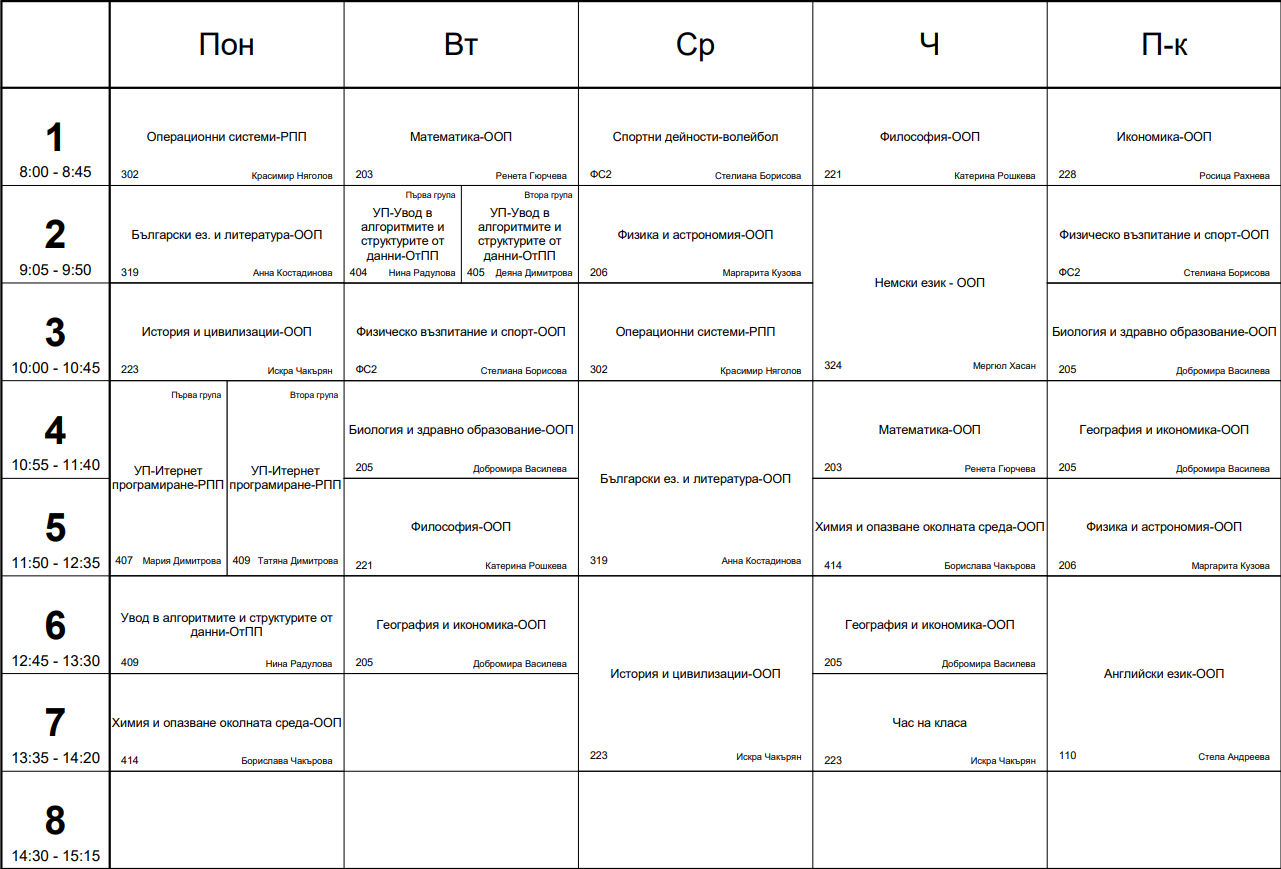 Пон
Вт
Ср
Ч
П-к
1
8:00 - 8:45
Операционни системи-РПП
302 Красимир Няголов
Математика-ООП
203 Ренета Гюрчева
Спортни дейности-волейбол
ФС2 Стелиана Борисова
Философия-ООП
221 Катерина Рошкева
Икономика-ООП
228 Росица Рахнева
2
9:05 - 9:50
Български ез. и литература-ООП
319 Анна Костадинова
Първа група
УП-Увод в
алгоритмите и
структурите от
данни-ОтПП
404 Нина Радулова
Втора група
УП-Увод в
алгоритмите и
структурите от
данни-ОтПП
405 Деяна Димитрова
Физика и астрономия-ООП
206 Маргарита Кузова
Немски език - ООП
324 Мергюл Хасан
Физическо възпитание и спорт-ООП
ФС2 Стелиана Борисова
3
10:00 - 10:45
История и цивилизации-ООП
223 Искра Чакърян
Физическо възпитание и спорт-ООП
ФС2 Стелиана Борисова
Операционни системи-РПП
302 Красимир Няголов
Биология и здравно образование-ООП
205 Добромира Василева
4
10:55 - 11:40
Първа група
УП-Итернет
програмиране-РПП
407 Мария Димитрова
Втора група
УП-Итернет
програмиране-РПП
409 Татяна Димитрова
Биология и здравно образование-ООП
205 Добромира Василева
Български ез. и литература-ООП
319 Анна Костадинова
Математика-ООП
203 Ренета Гюрчева
География и икономика-ООП
205 Добромира Василева
5
11:50 - 12:35
Философия-ООП
221 Катерина Рошкева
Химия и опазване околната среда-ООП
414 Борислава Чакърова
Физика и астрономия-ООП
206 Маргарита Кузова
6
12:45 - 13:30
Увод в алгоритмите и структурите от
данни-ОтПП
409 Нина Радулова
География и икономика-ООП
205 Добромира Василева
История и цивилизации-ООП
223 Искра Чакърян
География и икономика-ООП
205 Добромира Василева
Английски език-ООП
110 Стела Андреева
7
13:35 - 14:20
Химия и опазване околната среда-ООП
414 Борислава Чакърова
Час на класа
223 Искра Чакърян
8
14:30 - 15:15